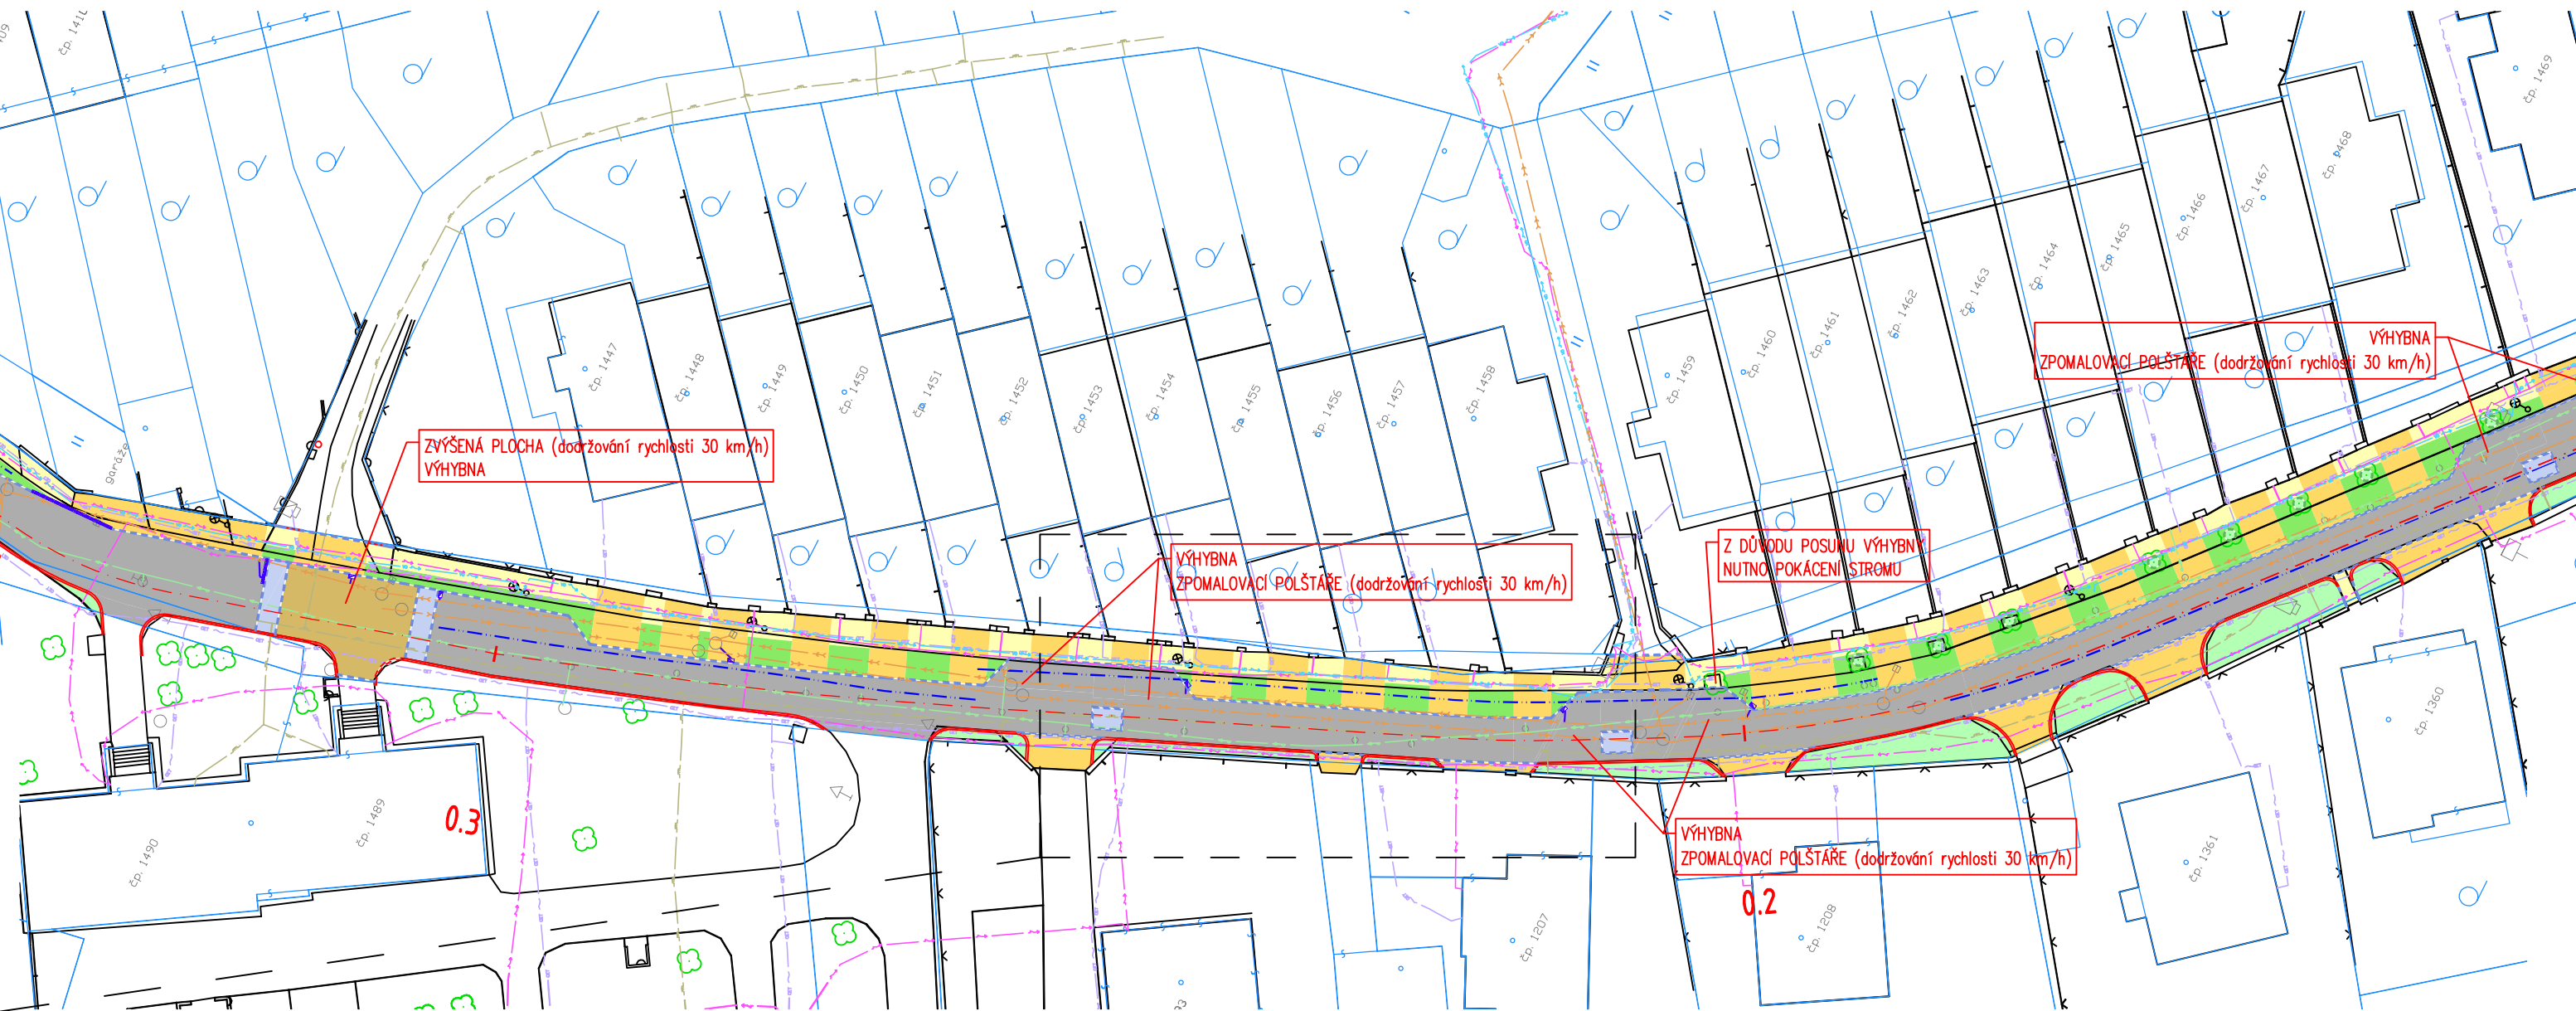 čp. 1469
čp. 1468
čp. 1467
čp. 1466
čp. 1465
čp. 1464
čp. 1463
čp. 1462
čp. 1461
čp. 1460
čp. 1459
čp. 1458
čp. 1457
čp. 1456
čp. 1455
čp. 1454
čp. 1453
čp. 1452
čp. 1451
čp. 1450
čp. 1449
čp. 1448
čp. 1447
garáže
VÝHYBNA
ZPOMALOVACÍ POLŠTÁŘE (dodržování rychlosti 30 km/h)
ZVÝŠENÁ PLOCHA (dodržování rychlosti 30 km/h)
VÝHYBNA
VÝHYBNA
ZPOMALOVACÍ POLŠTÁŘE (dodržování rychlosti 30 km/h)
Z DŮVODU POSUNU VÝHYBNY
NUTNO POKÁCENÍ STROMU
VÝHYBNA
ZPOMALOVACÍ POLŠTÁŘE (dodržování rychlosti 30 km/h)
0.3
0.2
čp. 1490
čp. 1489
čp. 1207
čp. 1208
čp. 1361
čp. 1360